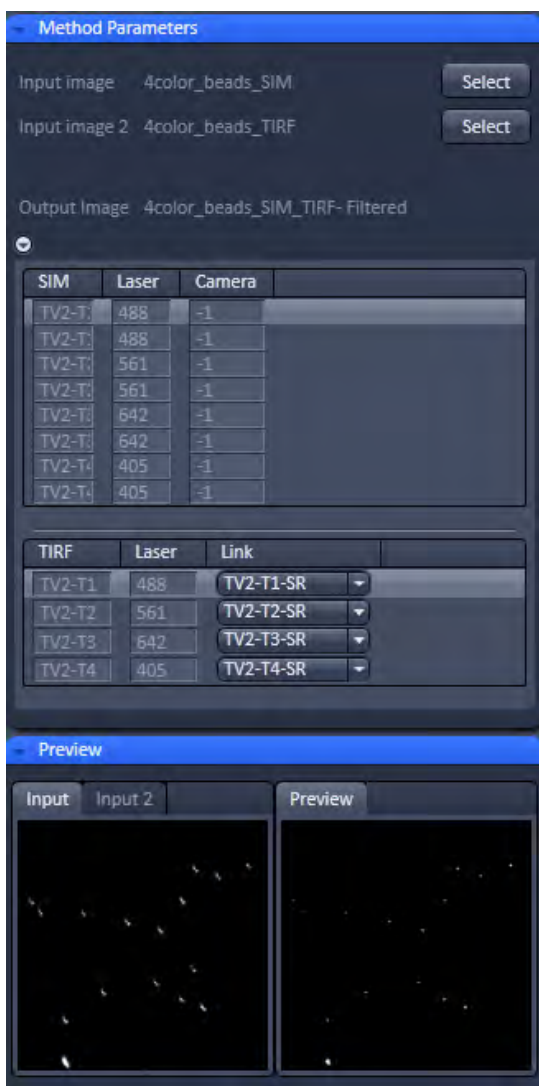 Method Parameters
Input image 4color_beads_SIM Select
Input image 2 4color_beads_TIRF Select
Output Image 4color_beads_SIM_TIRF- Filtered
SIM Laser Camera
488 -1
488 -1
561 -1
561 -1
642 -1
642 -1
405 -1
405 -1
TIRF Laser Link
TV2-T1 488 TV2-T1-SR
TV2-T2 561 TV2-T2-SR
TV2-T3 642 TV2-T3-SR
TV2-T4 405 TV2-T4-SR
Preview
Input Input 2 Preview